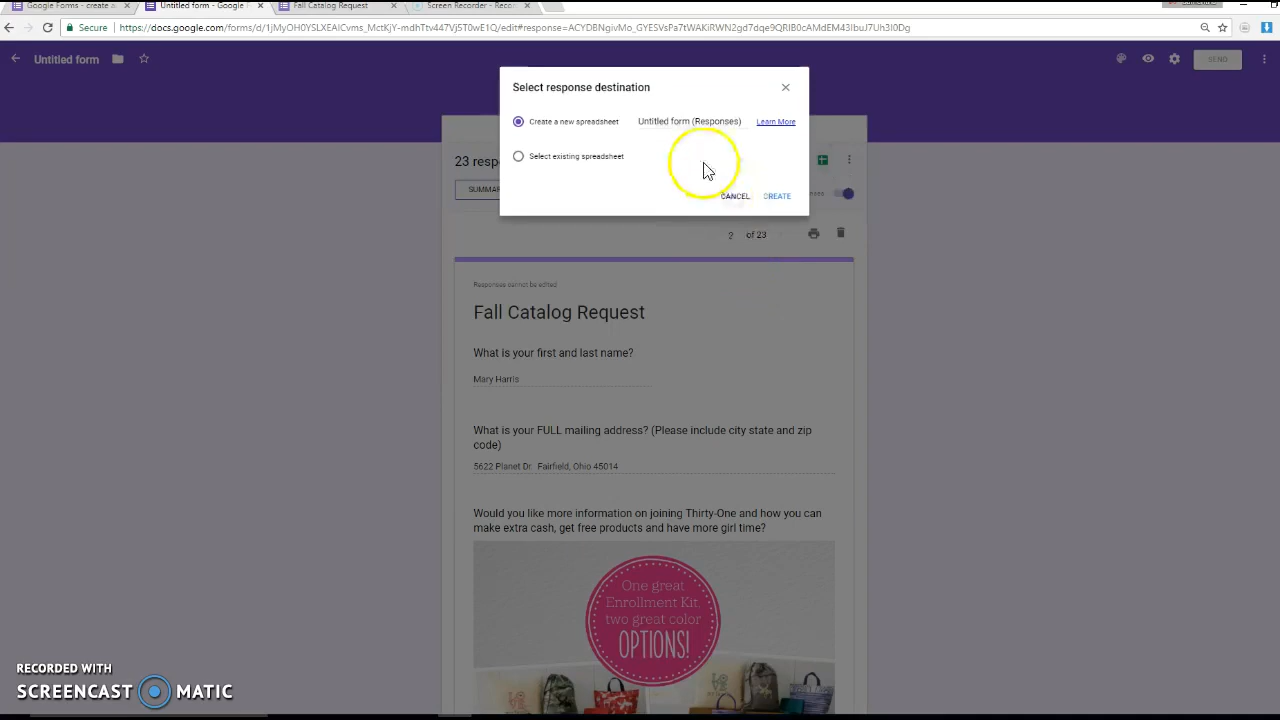 Google Forms - create a
Untitled form - Google F
Fall Catalog Request
Screen Recorder - Recor
Secure
https://docs.google.com/forms/d/1jMyOH0YSLXEAICvms_MctKjY-mdhTtv447Vj5T0wE1Q/edit#response=ACYDBNgivMo_GYESVsPa7tWAKiRWN2gd7dqe9QRIB0cAMdEM43IwubJ7Uh3I0Dg
Untitled form
SEND
Select response destination
Create a new spreadsheet
Untitled form (Responses)
Learn More
Select existing spreadsheet
CANCEL
CREATE
23 resp
SUMMAR
nses
2 of 23
Responses cannot be edited
Fall Catalog Request
What is your first and last name?
Mary Harris
What is your FULL mailing address? (Please include city state and zip
code)
5622 Planet Dr. Fairfield, Ohio 45014
Would you like more information on joining Thirty-One and how you can
make extra cash, get free products and have more girl time?
One great
Enrollment Kit,
two great color
OPTIONS!
RECORDED WITH
SCREENCAST MATIC